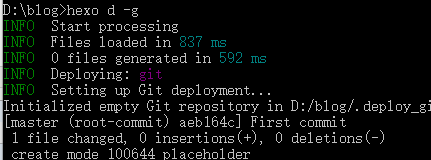 D:\blog>hexo d -g
INFO  Start processing
INFO  Files loaded in 837 ms
INFO  0 files generated in 592 ms
INFO  Deploying: git
INFO  Setting up Git deployment...
Initialized empty Git repository in D:/blog/.deploy_gi
[master (root-commit) aeb164c] First commit
 1 file changed, 0 insertions(+), 0 deletions(-)
 create mode 100644 placeholder